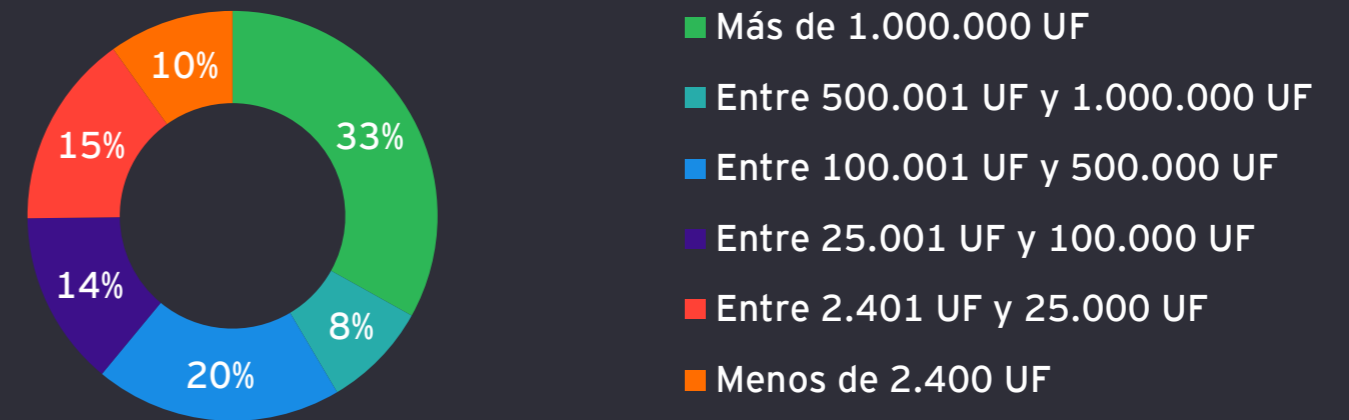 33%
8%
20%
14%
15%
10%
Más de 1.000.000 UF
Entre 500.001 UF y 1.000.000 UF
Entre 100.001 UF y 500.000 UF
Entre 25.001 UF y 100.000 UF
Entre 2.401 UF y 25.000 UF
Menos de 2.400 UF